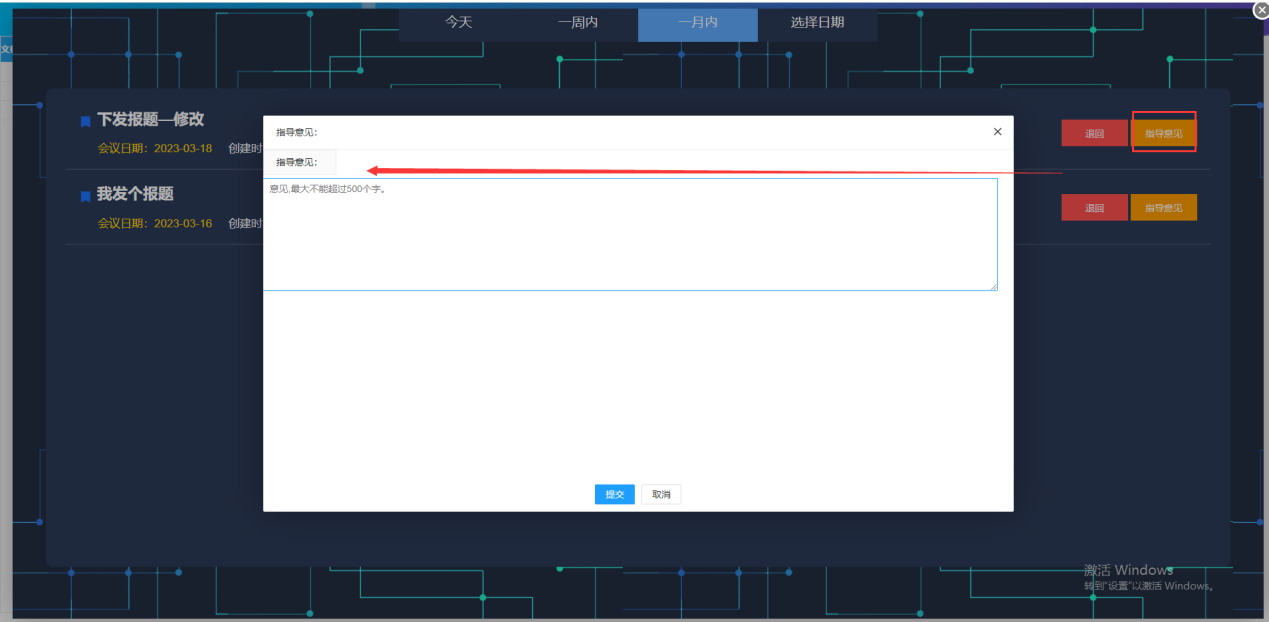 今天 一周内 一月内 选择日期
文
下发报题—修改
会议日期：2023-03-18 创建时
退回 指导意见
指导意见：
指导意见：
意见,最大不能超过500个字。
我发个报题
会议日期：2023-03-16 创建时
退回 指导意见
提交 取消
激活 Windows
转到"设置"以激活 Windows。